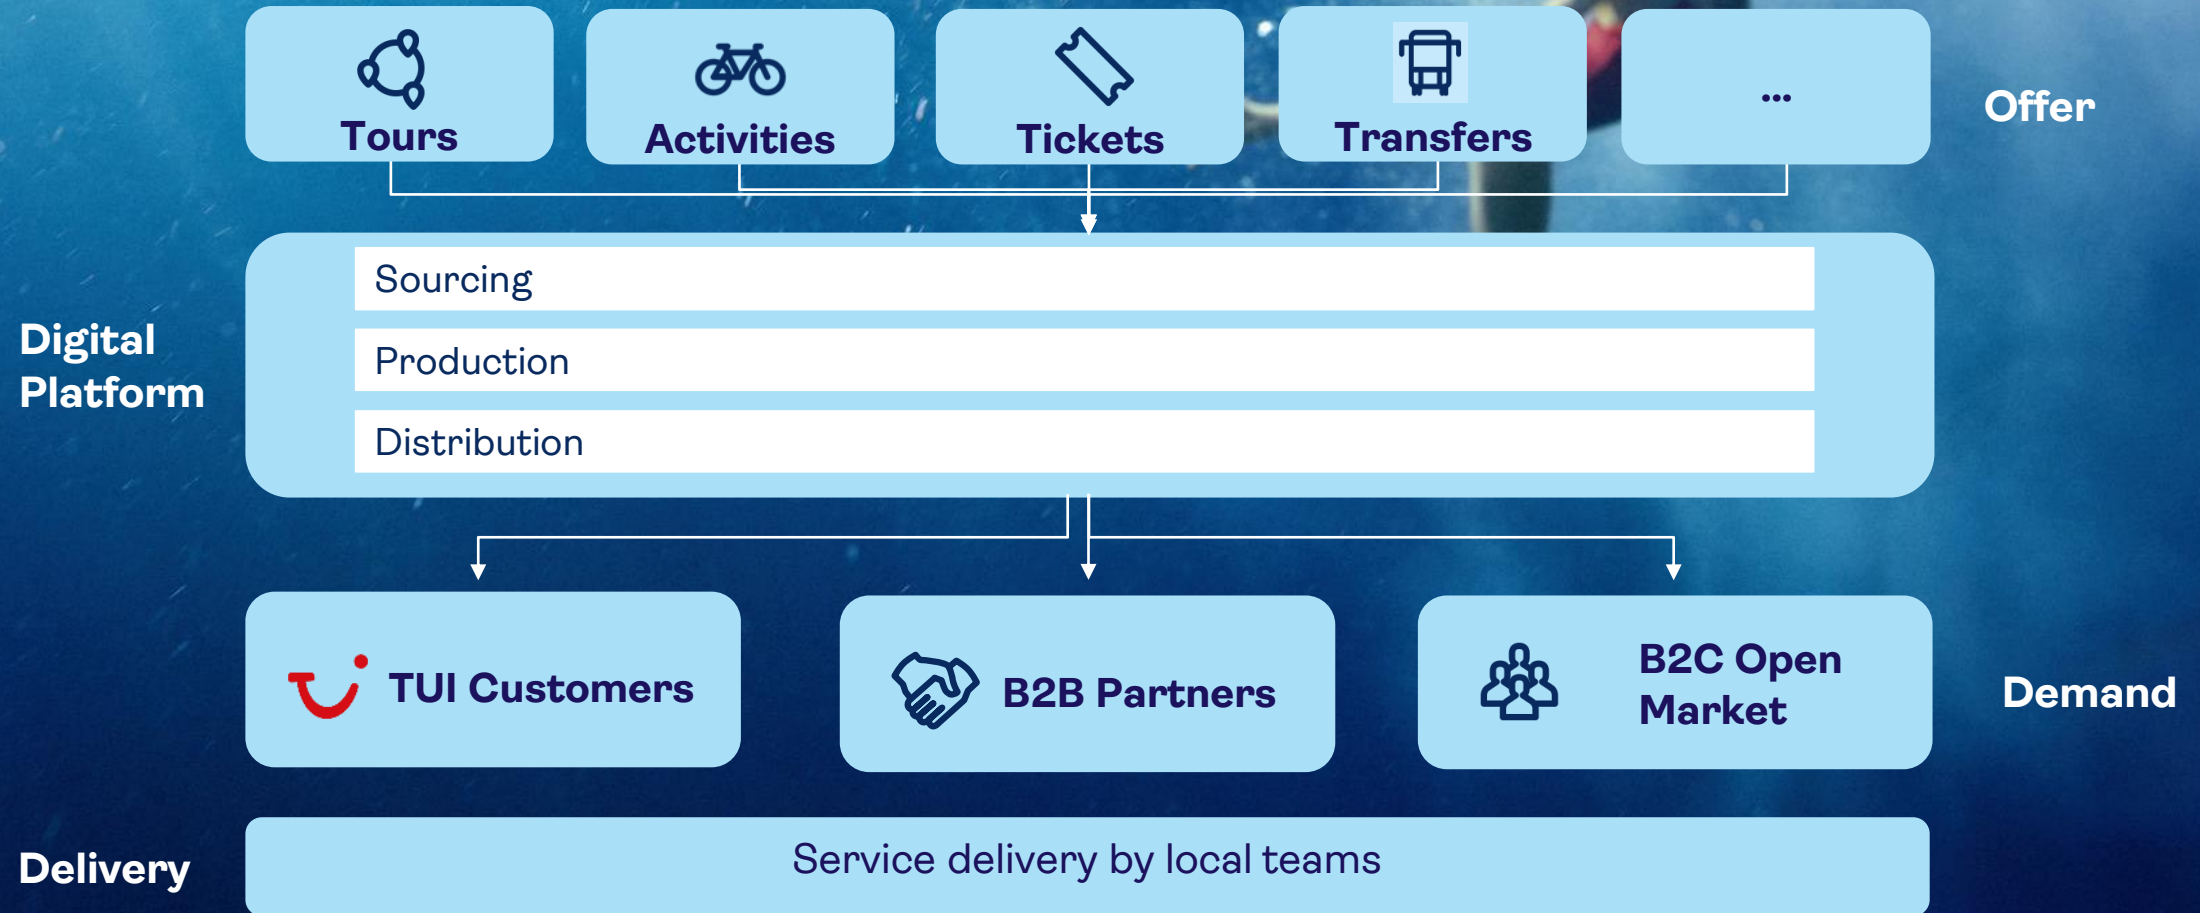 Tours
Activities
Tickets
Transfers
...
Offer
Digital
Platform
Sourcing
Production
Distribution
TUI Customers
B2B Partners
B2C Open
Market
Demand
Delivery
Service delivery by local teams